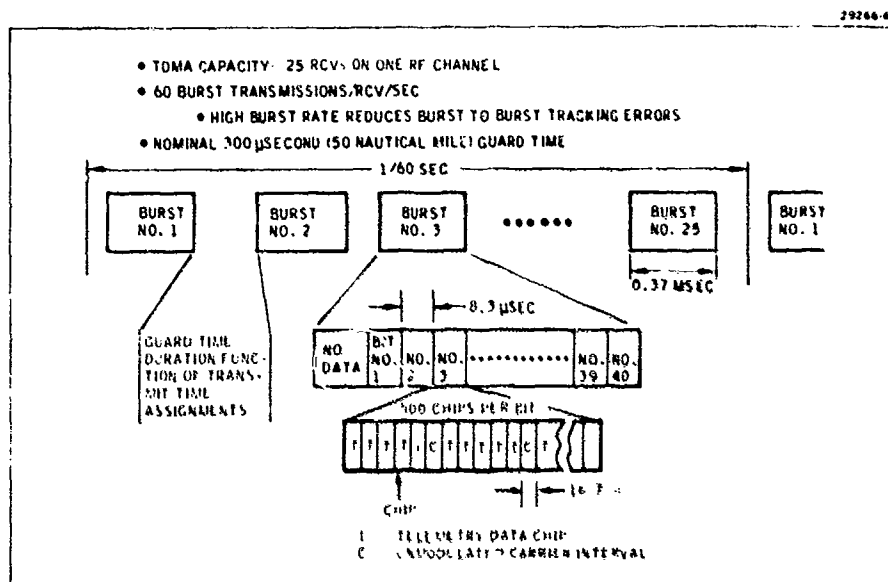 29266-6
• TDMA CAPACITY- 25 RCVs ON ONE RF CHANNEL
• 60 BURST TRANSMISSIONS/RCV/SEC
• HIGH BURST RATE REDUCES BURST TO BURST TRACKING ERRORS
• NOMINAL 300 μSECOND (50 NAUTICAL MILE) GUARD TIME
1/60 SEC
BURST NO. 1
BURST NO. 2
BURST NO. 3
••••••
BURST NO. 25
BURST NO. 1
0.37 MSEC
8.3 μSEC
GUARD TIME
DURATION FUNC-
TION OF TRANS-
MIT TIME
ASSIGNMENTS
NO DATA
BIT NO. 1
NO. 2
NO. 3
NO. 39
NO. 40
500 CHIPS PER BIT
T T T T C T T T T C T
CHIP
T TELEMETRY DATA CHIP
C UNMODULATED CARRIER INTERVAL